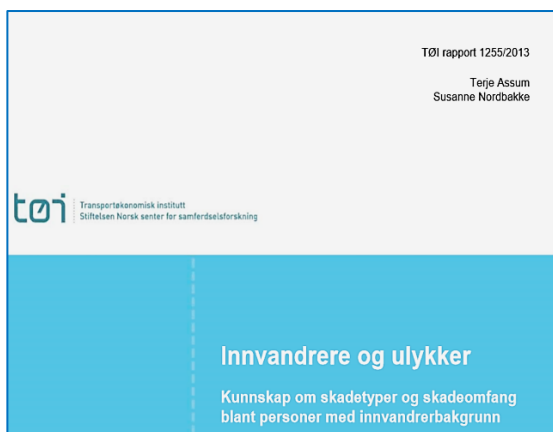 TØI rapport 1255/2013
Terje Assum
Susanne Nordbakke
tøi
Transportøkonomisk institutt
Stiftelsen Norsk senter for samferdselsforskning
Innvandrere og ulykker
Kunnskap om skadetyper og skadeomfang
blant personer med innvandrerbakgrunn